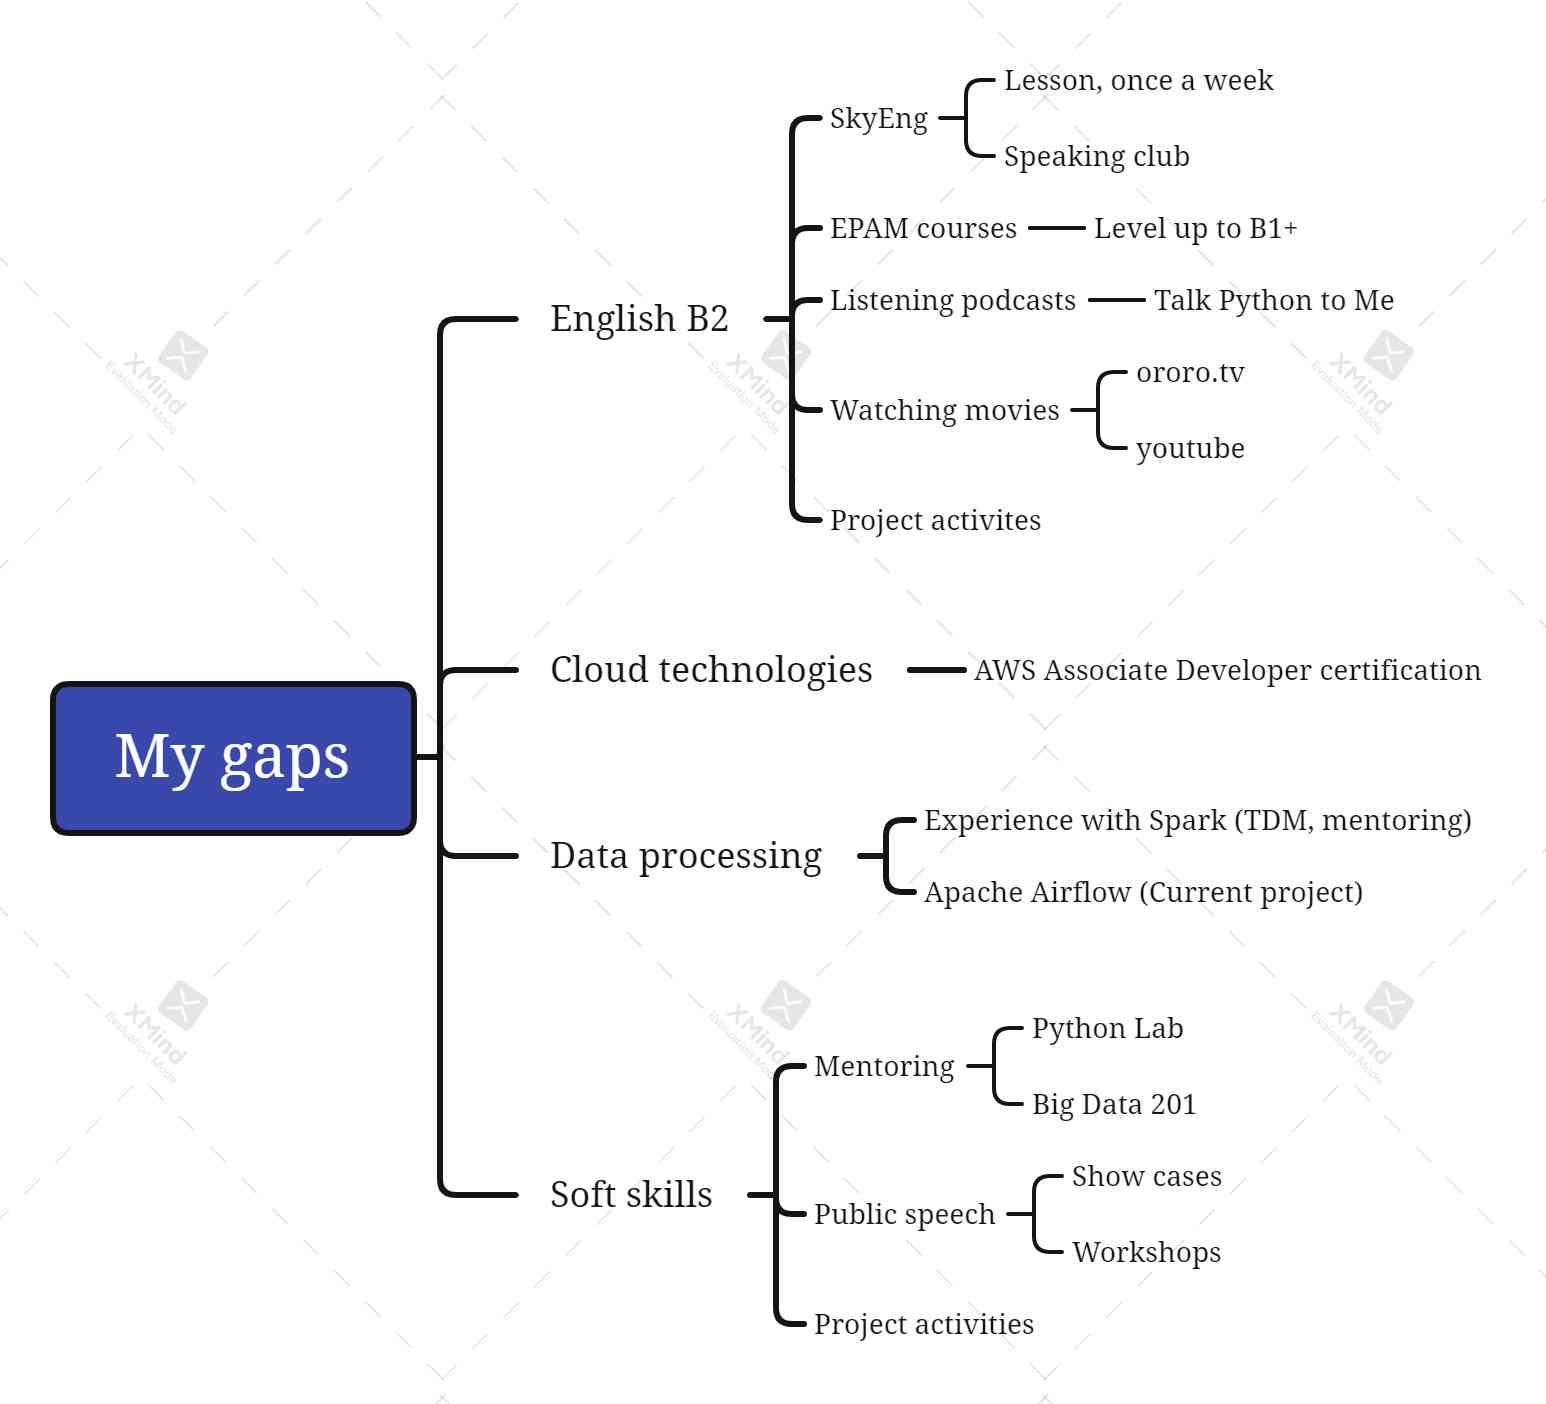 My gaps
English B2
SkyEng
Lesson, once a week
Speaking club
EPAM courses
Level up to B1+
Listening podcasts
Talk Python to Me
Watching movies
ororo.tv
youtube
Project activites
Cloud technologies
AWS Associate Developer certification
Data processing
Experience with Spark (TDM, mentoring)
Apache Airflow (Current project)
Soft skills
Mentoring
Python Lab
Big Data 201
Public speech
Show cases
Workshops
Project activities
XMind
Evaluation Mode
XMind
Evaluation Mode
XMind
Evaluation Mode
XMind
Evaluation Mode
XMind
Evaluation Mode
XMind
Evaluation Mode